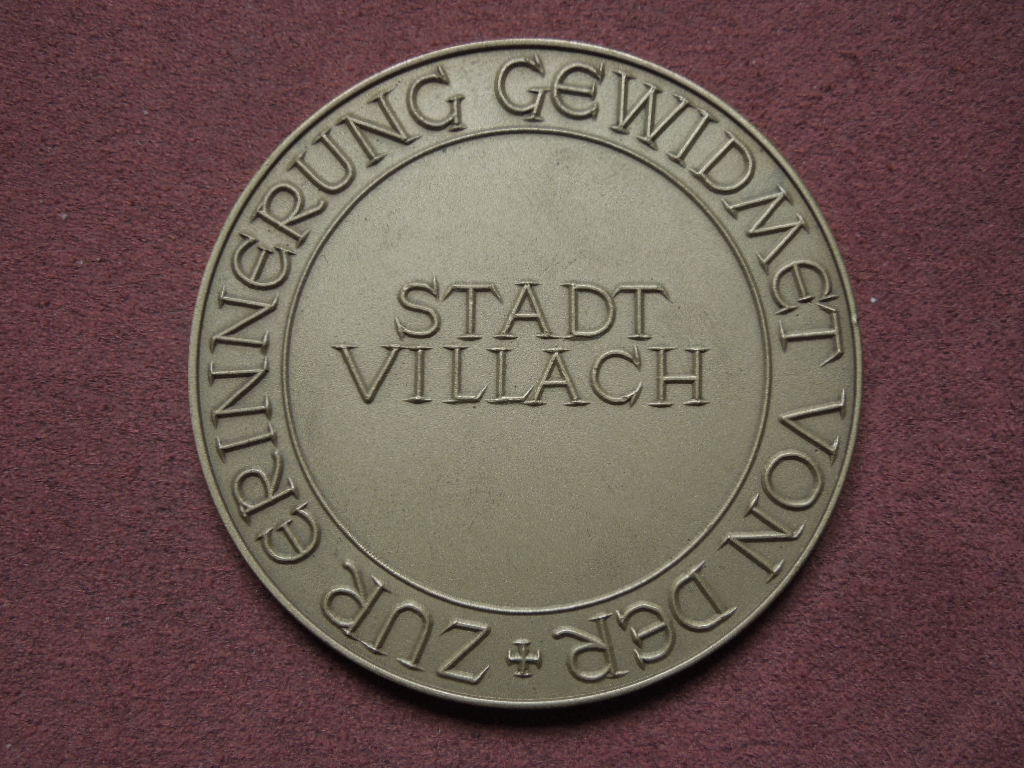 ZUR ERINNERUNG GEWIDMET VON DER
STADT
VILLACH